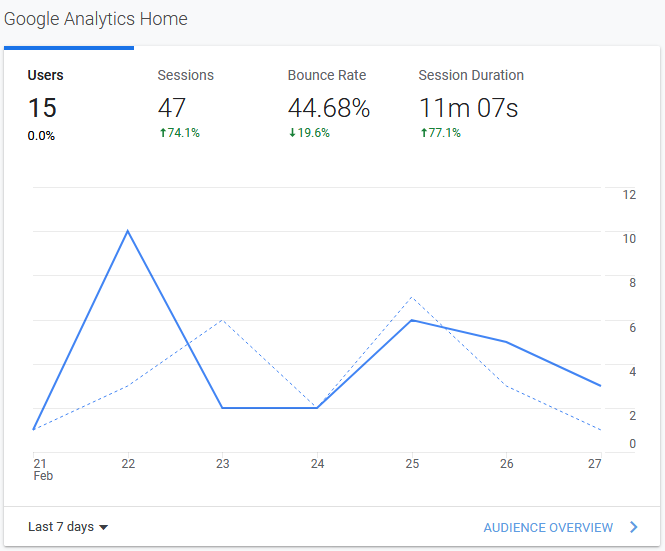 Google Analytics Home
Users Sessions Bounce Rate Session Duration
15 47 44.68% 11m 07s
0.0% ↑74.1% ↓19.6% ↑77.1%
12
10
8
6
4
2
0
21 22 23 24 25 26 27
Feb
Last 7 days AUDIENCE OVERVIEW